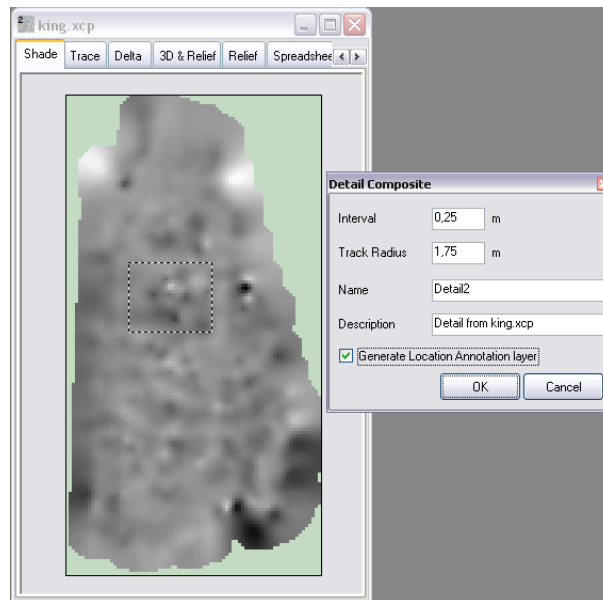 king.xcp
Shade Trace Delta 3D & Relief Relief Spreadshee
Detail Composite
Interval 0,25 m
Track Radius 1,75 m
Name Detail2
Description Detail from king.xcp
Generate Location Annotation layer
OK Cancel